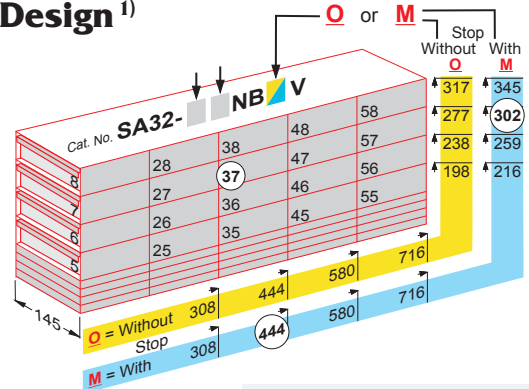 Design 1)
O or M
Stop
Without With
O M
317 345
277 302
238 259
198 216
Cat. No. SA32- NB V
8 28 38 48 58
7 27 37 47 57
6 26 36 46 56
5 25 35 45 55
145
O = Without 308 444 580 716
Stop
M = With 308 444 580 716